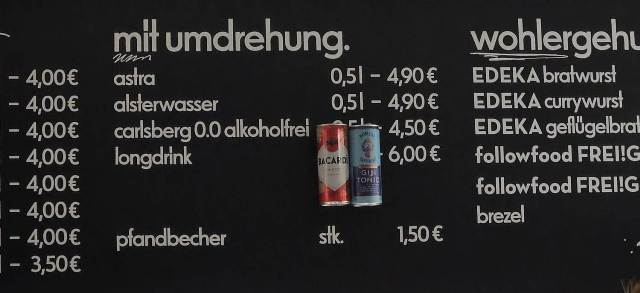 mit umdrehung.
wohlergehu
– 4,00 €
astra 0,5 l – 4,90 €
EDEKA bratwurst
– 4,00 €
alsterwasser 0,5 l – 4,90 €
EDEKA currywurst
– 4,00 €
carlsberg 0.0 alkoholfrei 4,50 €
EDEKA geflügelbrat
– 4,00 €
longdrink 6,00 €
followfood FREI!G
– 4,00 €
followfood FREI!G
– 4,00 €
brezel
– 4,00 €
pfandbecher stk. 1,50 €
– 3,50 €
BACARDI
GIN
TONIC